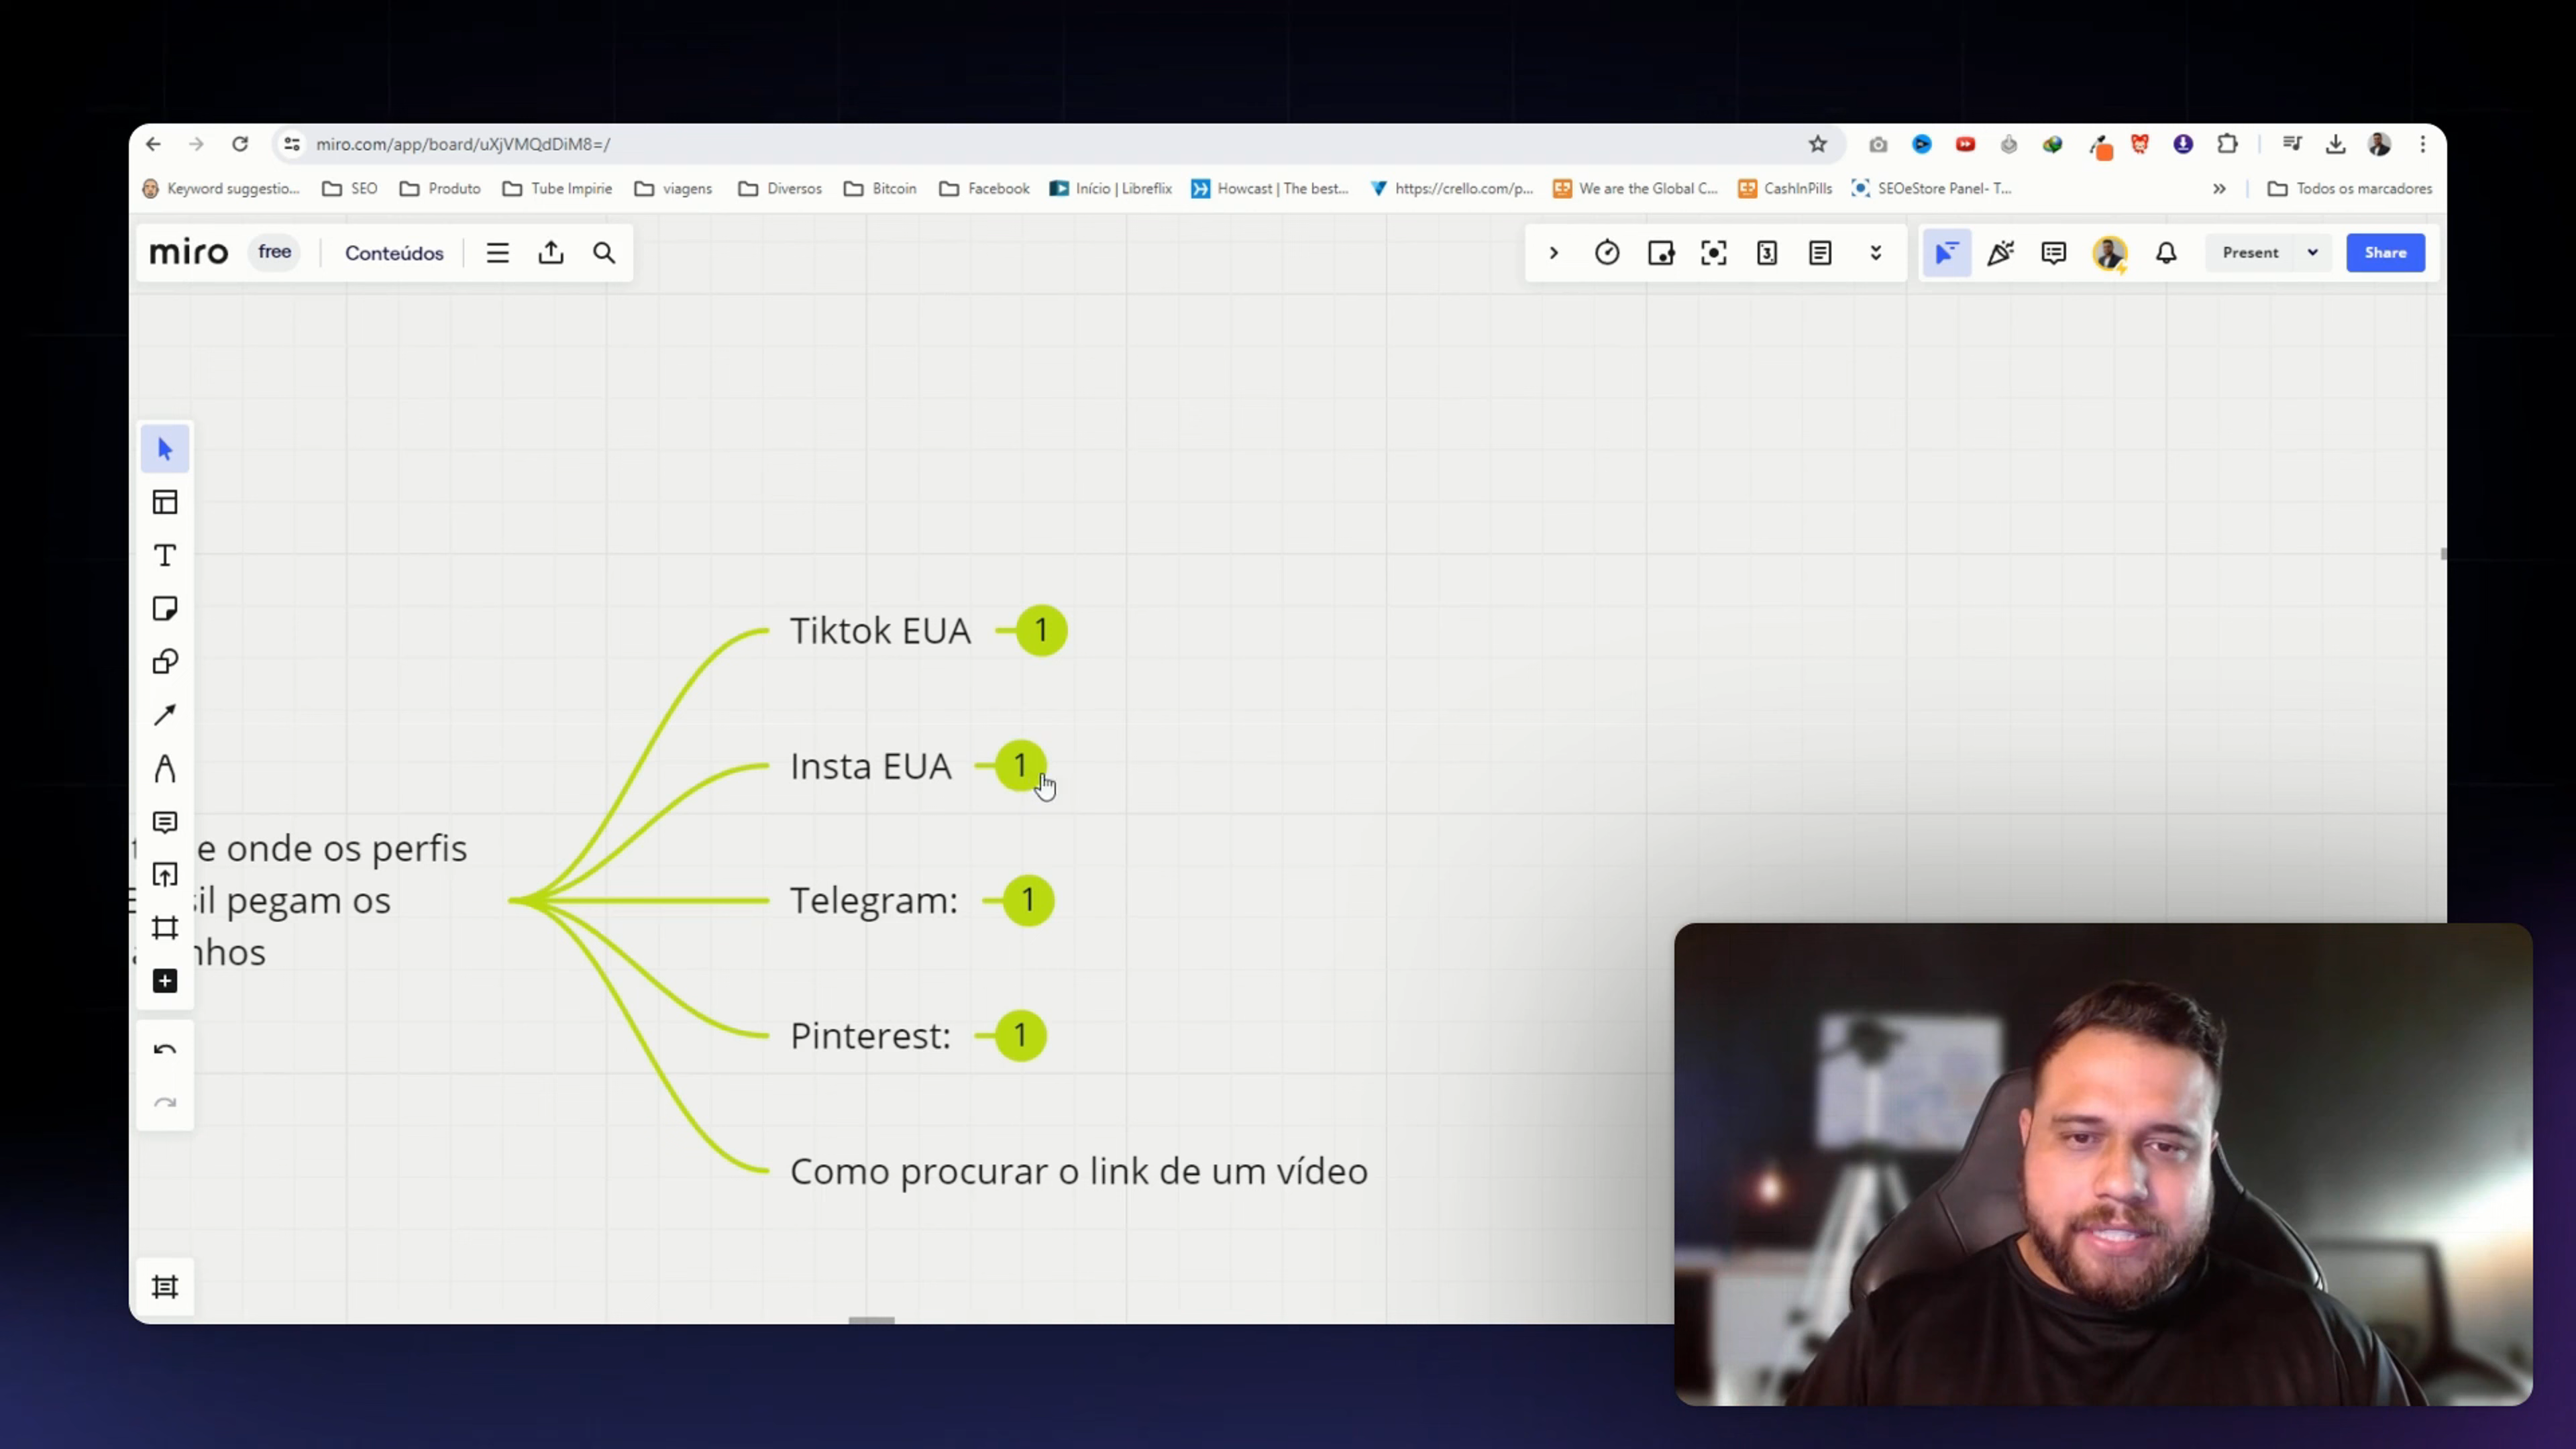 miro.com/app/board/uXjVMQdDiM8=/
Keyword suggestio... SEO Produto Tube Impirie viagens Diversos Bitcoin Facebook Início | Libreflix Howcast | The best... https://crello.com/p... We are the Global C... CashInPills SEOeStore Panel- T... » Todos os marcadores
miro free Conteúdos Present Share
Tiktok EUA 1
Insta EUA 1
e onde os perfis
sil pegam os
nhos
Telegram: 1
Pinterest: 1
Como procurar o link de um vídeo